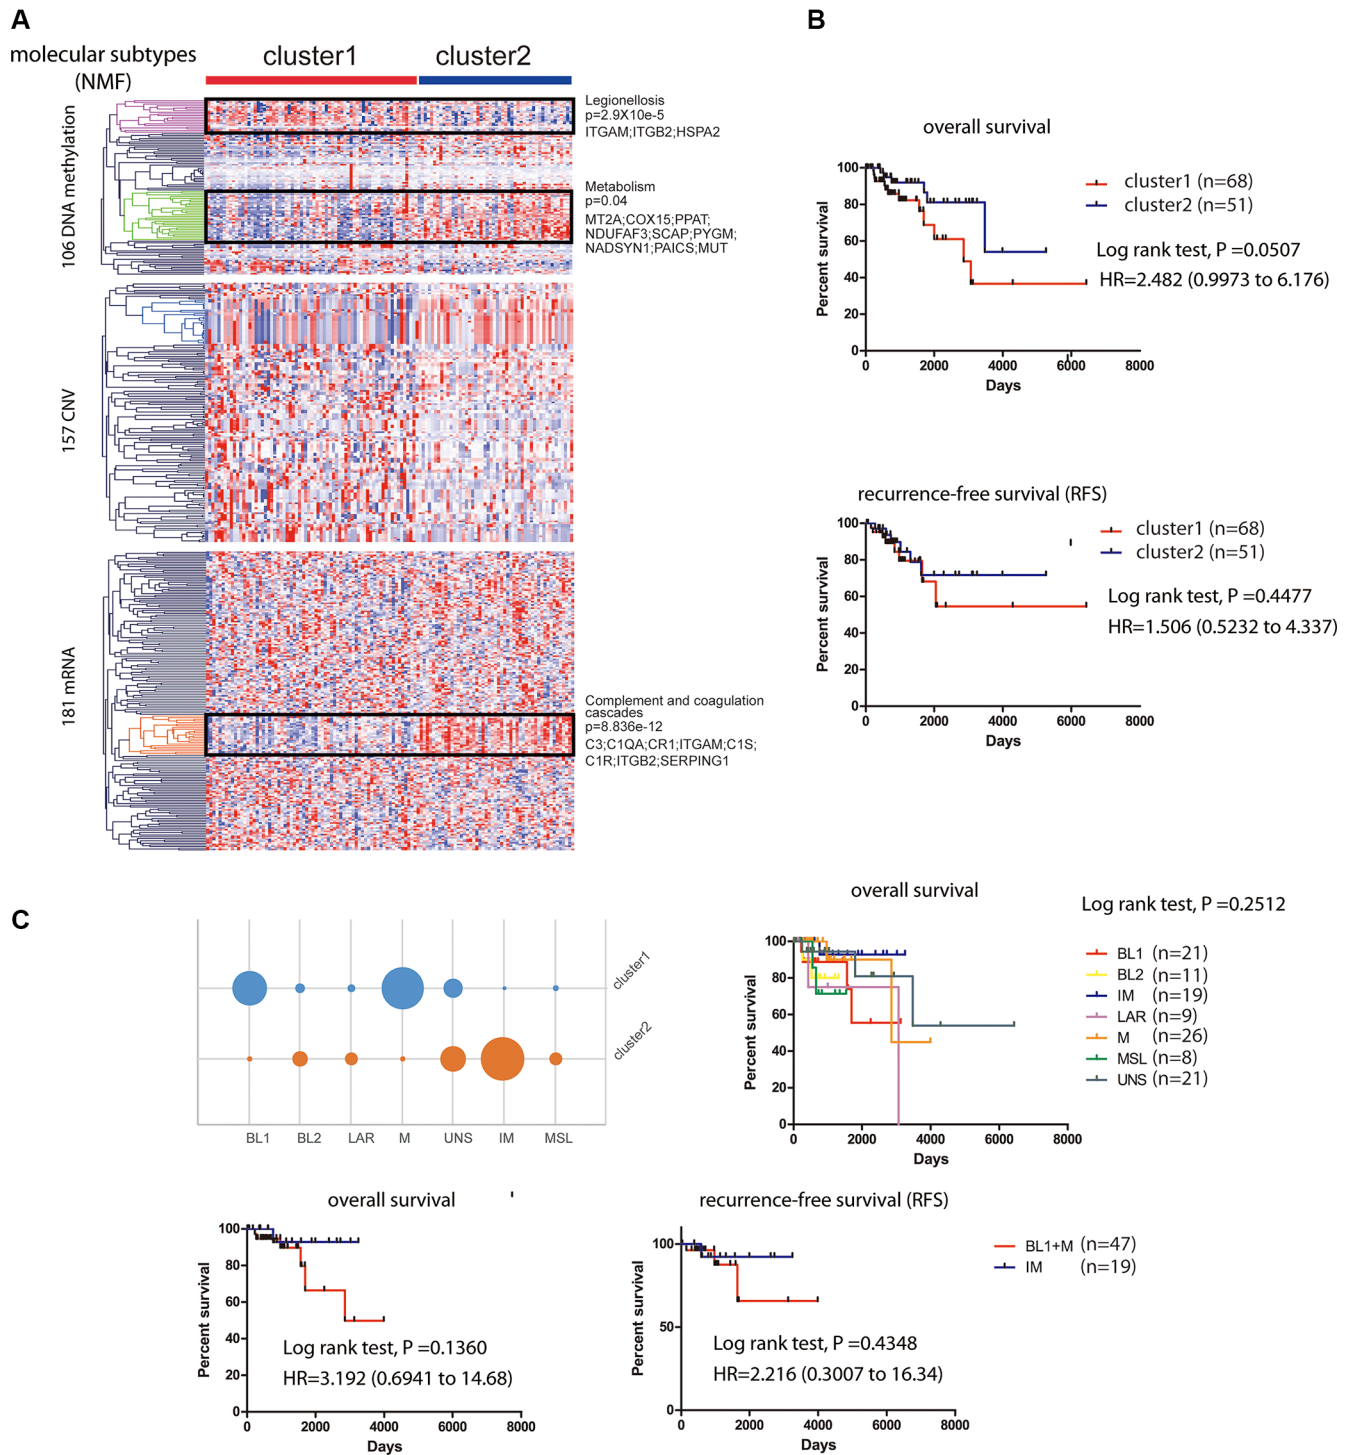 A
molecular subtypes
(NMF)
cluster1
cluster2
106 DNA methylation
157 CNV
181 mRNA
Legionellosis
p=2.9X10e-5
ITGAM;ITGB2;HSPA2
Metabolism
p=0.04
MT2A;COX15;PPAT;
NDUFAF3;SCAP;PYGM;
NADSYN1;PAICS;MUT
Complement and coagulation
cascades
p=8.836e-12
C3;C1QA;CR1;ITGAM;C1S;
C1R;ITGB2;SERPING1
B
overall survival
Percent survival
100
80
60
40
20
0
0 2000 4000 6000 8000
Days
cluster1 (n=68)
cluster2 (n=51)
Log rank test, P =0.0507
HR=2.482 (0.9973 to 6.176)
recurrence-free survival (RFS)
Percent survival
100
80
60
40
20
0
0 2000 4000 6000 8000
Days
cluster1 (n=68)
cluster2 (n=51)
Log rank test, P =0.4477
HR=1.506 (0.5232 to 4.337)
C
cluster1
cluster2
BL1 BL2 LAR M UNS IM MSL
overall survival
Log rank test, P =0.2512
Percent survival
100
80
60
40
20
0
0 2000 4000 6000 8000
Days
BL1 (n=21)
BL2 (n=11)
IM (n=19)
LAR (n=9)
M (n=26)
MSL (n=8)
UNS (n=21)
overall survival
Percent survival
100
80
60
40
20
0
0 2000 4000 6000 8000
Days
Log rank test, P =0.1360
HR=3.192 (0.6941 to 14.68)
recurrence-free survival (RFS)
Percent survival
100
50
0
0 2000 4000 6000 8000
Days
Log rank test, P =0.4348
HR=2.216 (0.3007 to 16.34)
BL1+M (n=47)
IM (n=19)